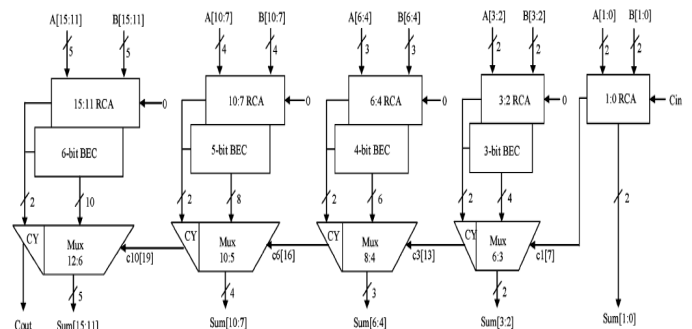 A[15:11] B[15:11] A[10:7] B[10:7] A[6:4] B[6:4] A[3:2] B[3:2] A[1:0] B[1:0]
5 5 4 4 3 3 2 2 2 2
15:11 RCA 0 10:7 RCA 0 6:4 RCA 0 3:2 RCA 0 1:0 RCA Cin
6-bit BEC 5-bit BEC 4-bit BEC 3-bit BEC
2 10 2 8 2 6 2 4 2
CY Mux c10[19] CY Mux c6[16] CY Mux c3[13] CY Mux c1[7]
12:6 10:5 8:4 6:3
5 4 3 2
Cout Sum[15:11] Sum[10:7] Sum[6:4] Sum[3:2] Sum[1:0]